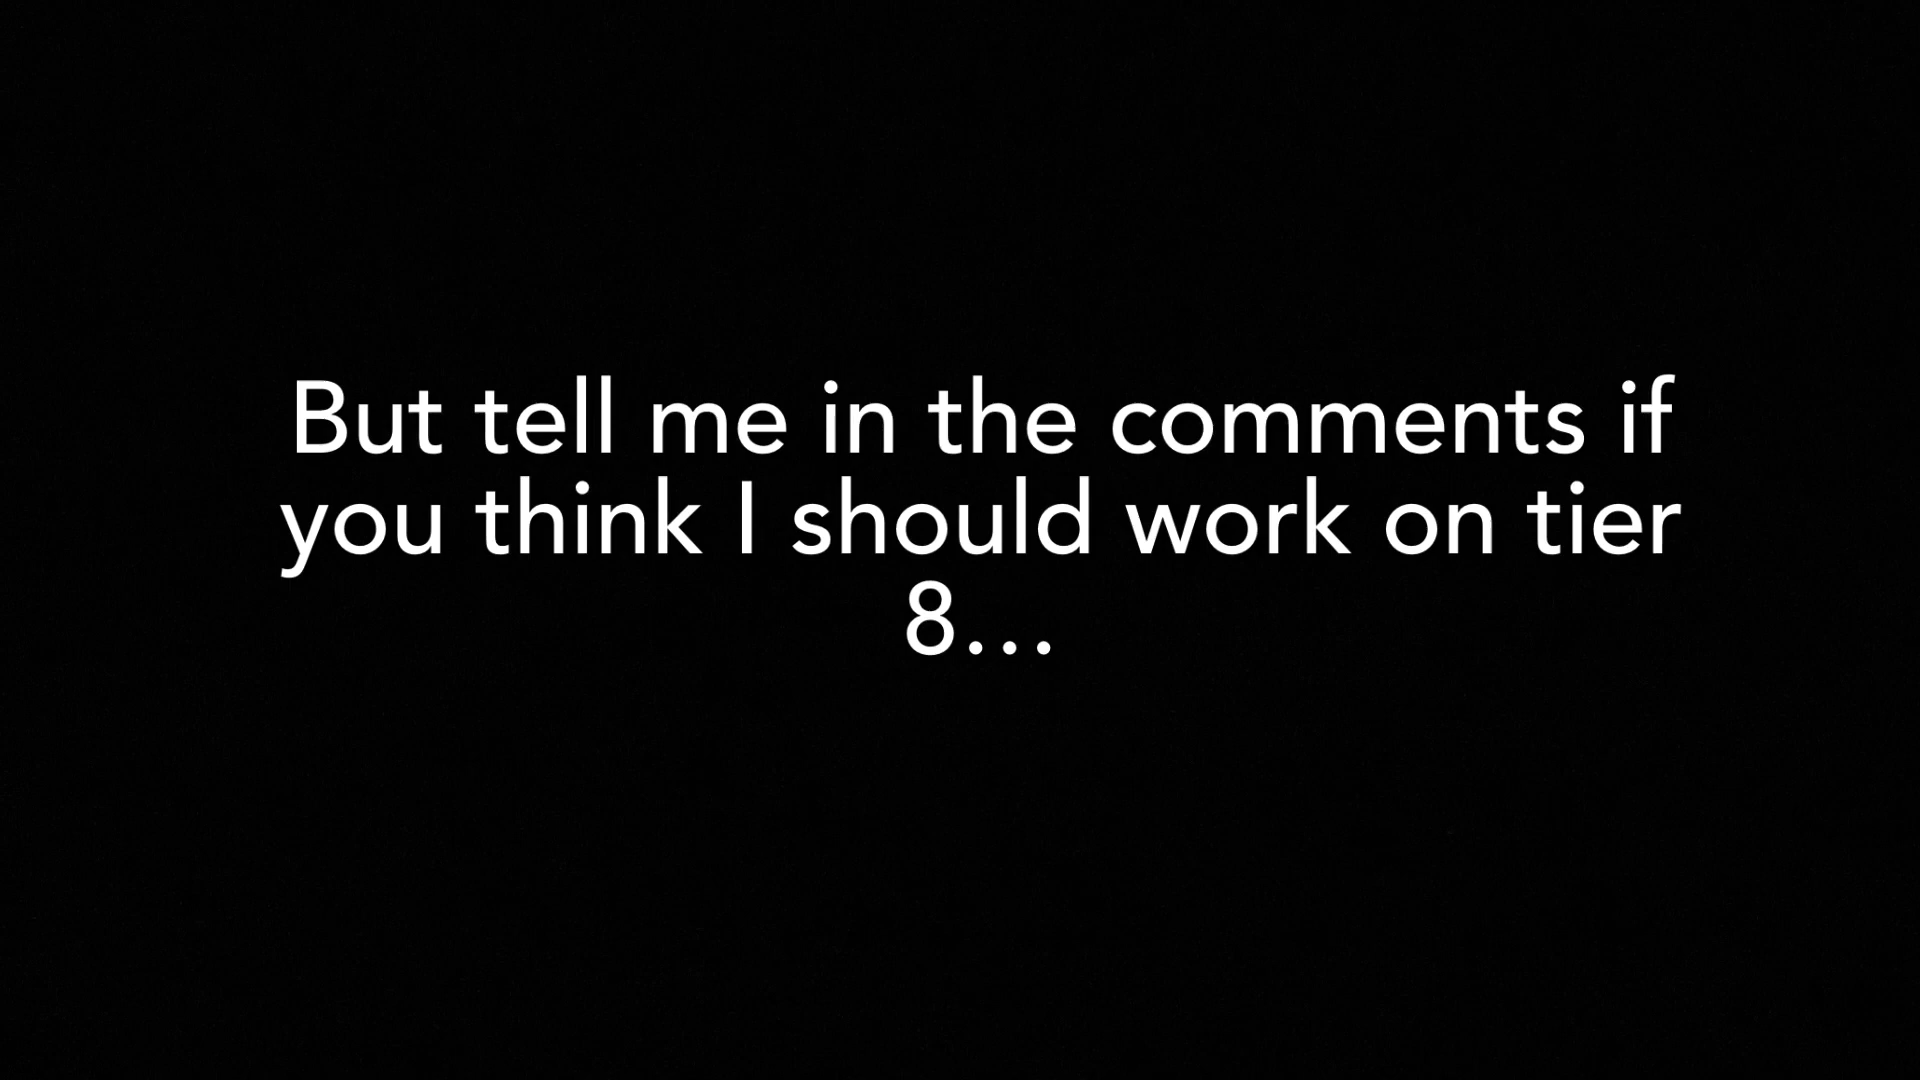 But tell me in the comments if
you think I should work on tier
8...